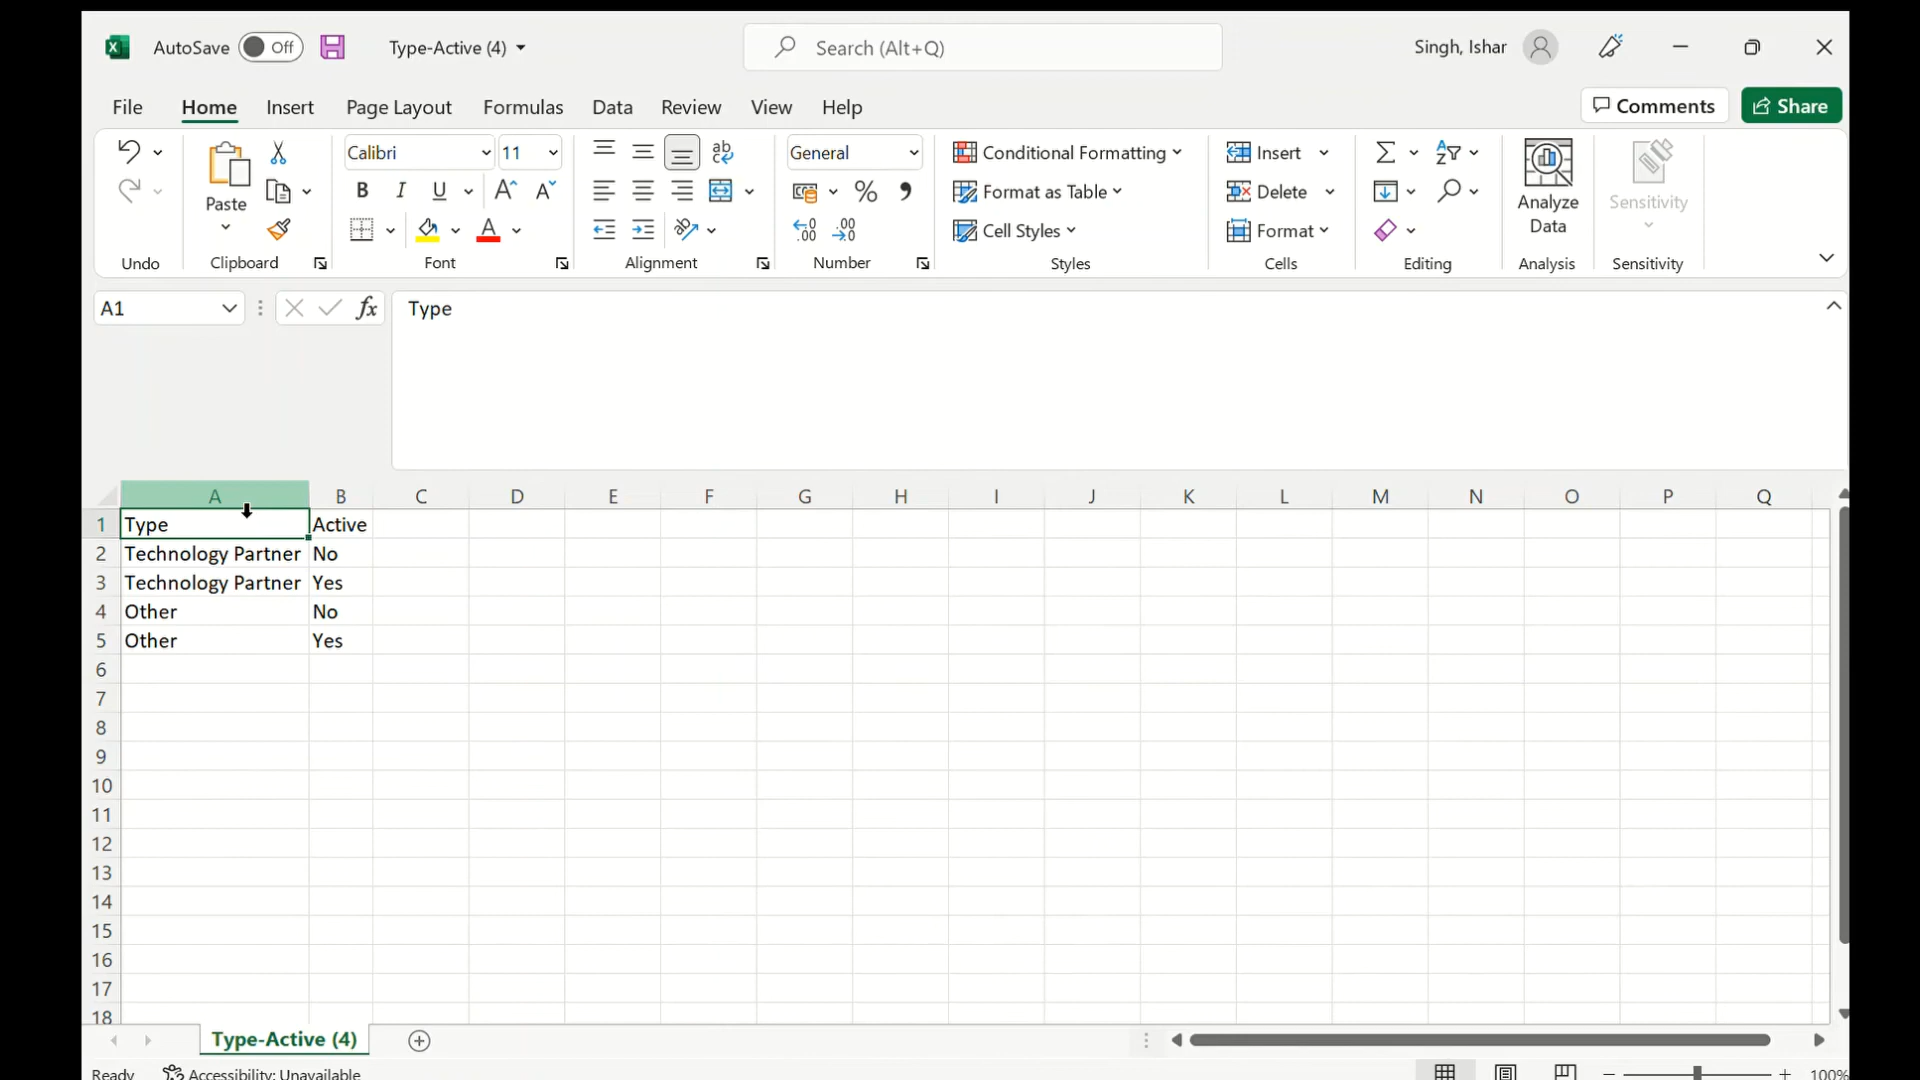 AutoSave Off Type-Active (4) Search (Alt+Q) Singh, Ishar
File Home Insert Page Layout Formulas Data Review View Help Comments Share
Calibri 11 General Conditional Formatting Insert
Paste Format as Table Delete Analyze Data Sensitivity
Cell Styles Format
Undo Clipboard Font Alignment Number Styles Cells Editing Analysis Sensitivity
A1 fx Type
A B C D E F G H I J K L M N O P Q
1 Type Active
2 Technology Partner No
3 Technology Partner Yes
4 Other No
5 Other Yes
6
7
8
9
10
11
12
13
14
15
16
17
18
Type-Active (4)
Ready Accessibility: Unavailable 100%